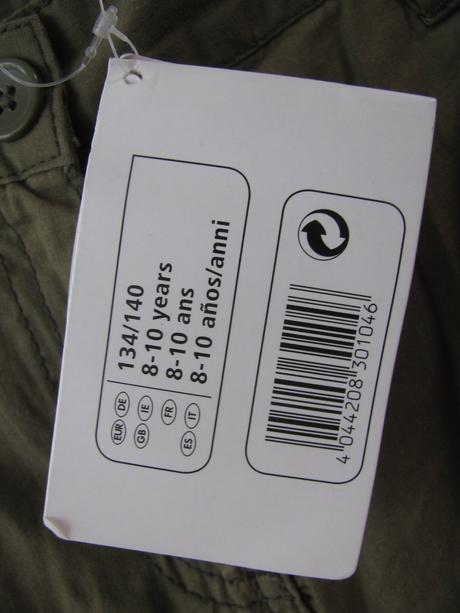 EUR DE 134/140
GB IE 8-10 years
FR 8-10 ans
ES IT 8-10 años/anni
4 044208 301046